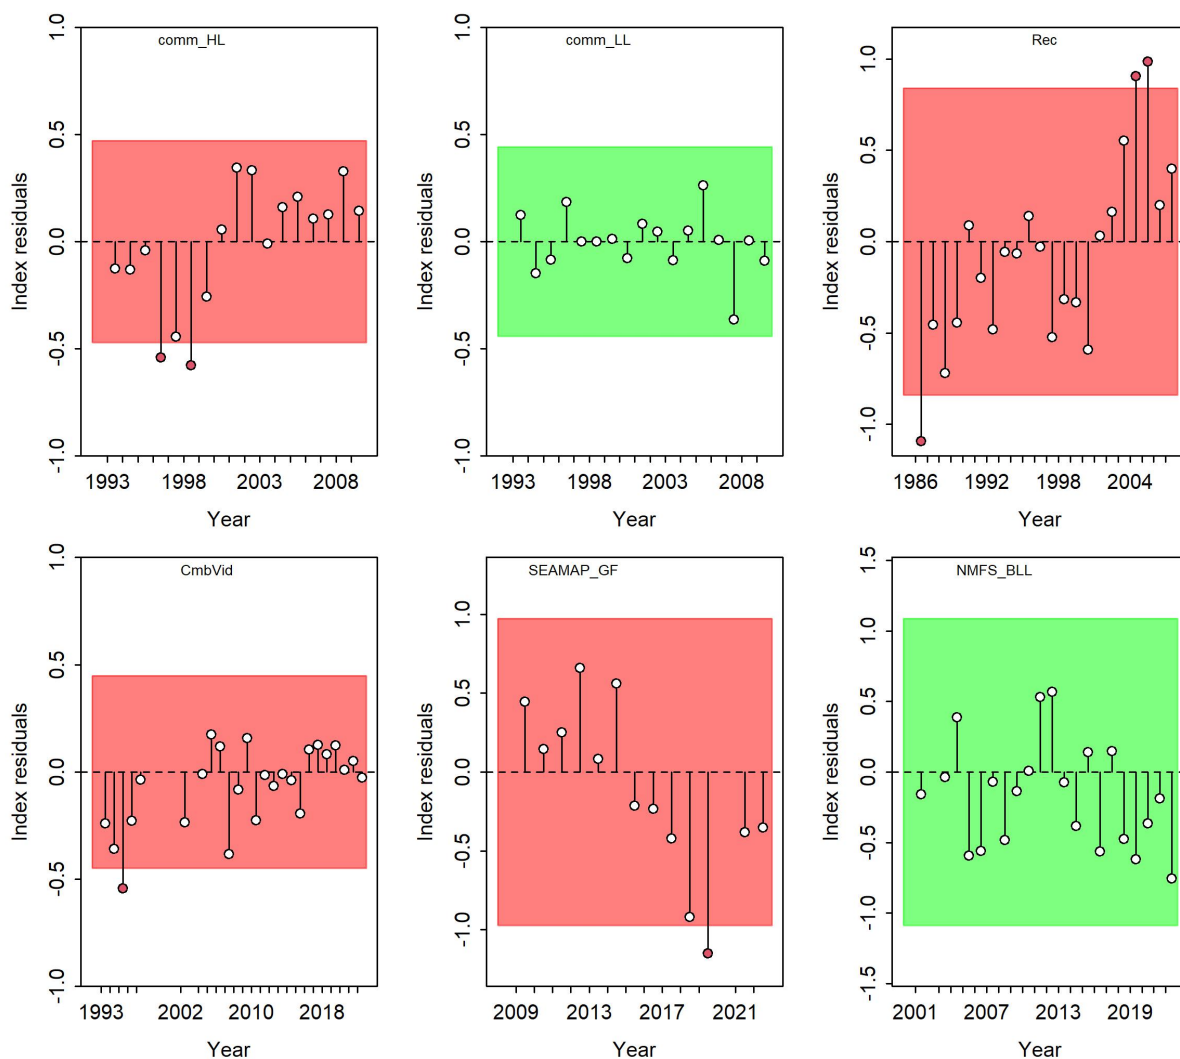 comm_HL
Index residuals
1.0
0.5
0.0
-0.5
-1.0
1993 1998 2003 2008
Year
comm_LL
Index residuals
1.0
0.5
0.0
-0.5
-1.0
1993 1998 2003 2008
Year
Rec
Index residuals
1.0
0.5
0.0
-0.5
-1.0
1986 1992 1998 2004
Year
CmbVid
Index residuals
1.0
0.5
0.0
-0.5
-1.0
1993 2002 2010 2018
Year
SEAMAP_GF
Index residuals
1.0
0.5
0.0
-0.5
-1.0
2009 2013 2017 2021
Year
NMFS_BLL
Index residuals
1.5
1.0
0.5
0.0
-0.5
-1.0
-1.5
2001 2007 2013 2019
Year